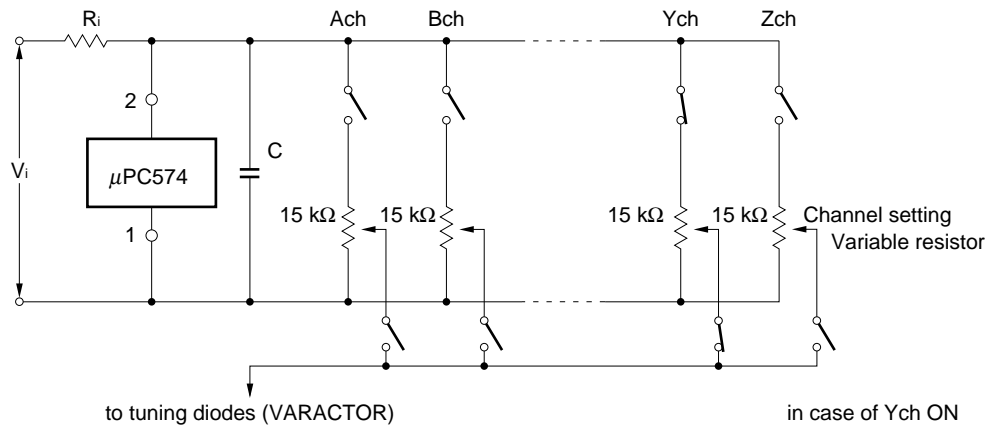 Ri
Ach
Bch
Ych
Zch
2
Vi
μPC574
C
1
15 kΩ
15 kΩ
15 kΩ
15 kΩ
Channel setting
Variable resistor
to tuning diodes (VARACTOR)
in case of Ych ON